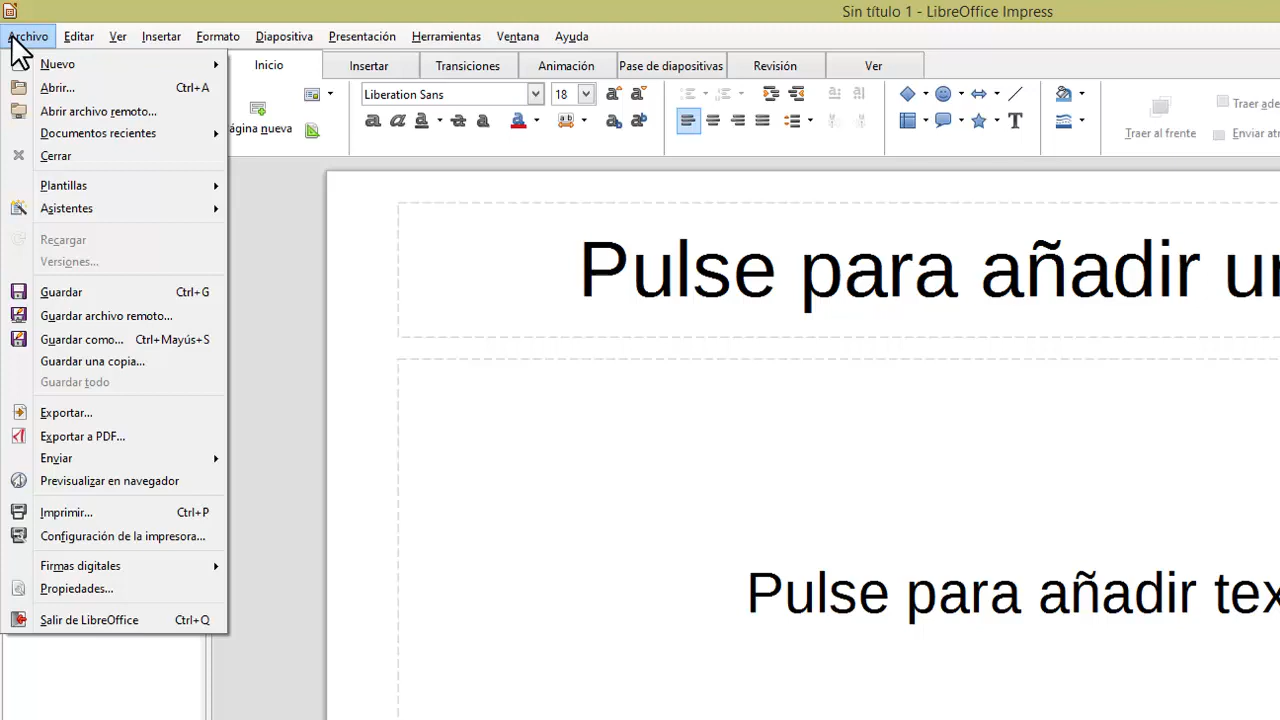 Sin título 1 - LibreOffice Impress
Archivo Editar Ver Insertar Formato Diapositiva Presentación Herramientas Ventana Ayuda
Inicio Insertar Transiciones Animación Pase de diapositivas Revisión Ver
Nuevo
Abrir... Ctrl+A
Abrir archivo remoto...
Documentos recientes
Cerrar
Plantillas
Asistentes
Recargar
Versiones...
Guardar Ctrl+G
Guardar archivo remoto...
Guardar como... Ctrl+Mayús+S
Guardar una copia...
Guardar todo
Exportar...
Exportar a PDF...
Enviar
Previsualizar en navegador
Imprimir... Ctrl+P
Configuración de la impresora...
Firmas digitales
Propiedades...
Salir de LibreOffice Ctrl+Q
ágina nueva
Liberation Sans 18
Traer al frente
Traer ade
Enviar atr
Pulse para añadir un
Pulse para añadir tex